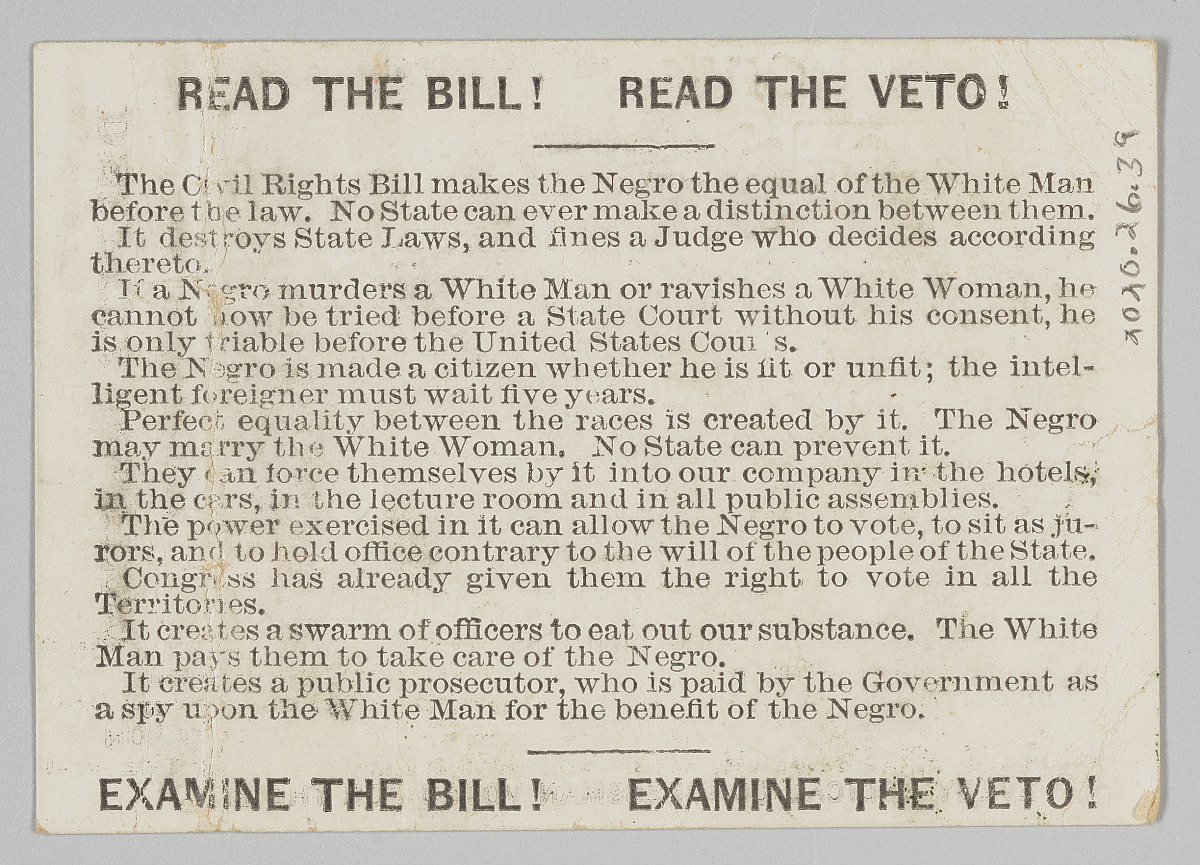 READ THE BILL! READ THE VETO!
The Civil Rights Bill makes the Negro the equal of the White Man
before the law. No State can ever make a distinction between them.
It destroys State Laws, and fines a Judge who decides according
thereto.
If a Negro murders a White Man or ravishes a White Woman, he
cannot now be tried before a State Court without his consent, he
is only triable before the United States Courts.
The Negro is made a citizen whether he is fit or unfit; the intel-
ligent foreigner must wait five years.
Perfect equality between the races is created by it. The Negro
may marry the White Woman. No State can prevent it.
They can force themselves by it into our company in the hotels,
in the cars, in the lecture room and in all public assemblies.
The power exercised in it can allow the Negro to vote, to sit as ju-
rors, and to hold office contrary to the will of the people of the State.
Congress has already given them the right to vote in all the
Territories.
It creates a swarm of officers to eat out our substance. The White
Man pays them to take care of the Negro.
It creates a public prosecutor, who is paid by the Government as
a spy upon the White Man for the benefit of the Negro.
EXAMINE THE BILL! EXAMINE THE VETO!
2020.26.39